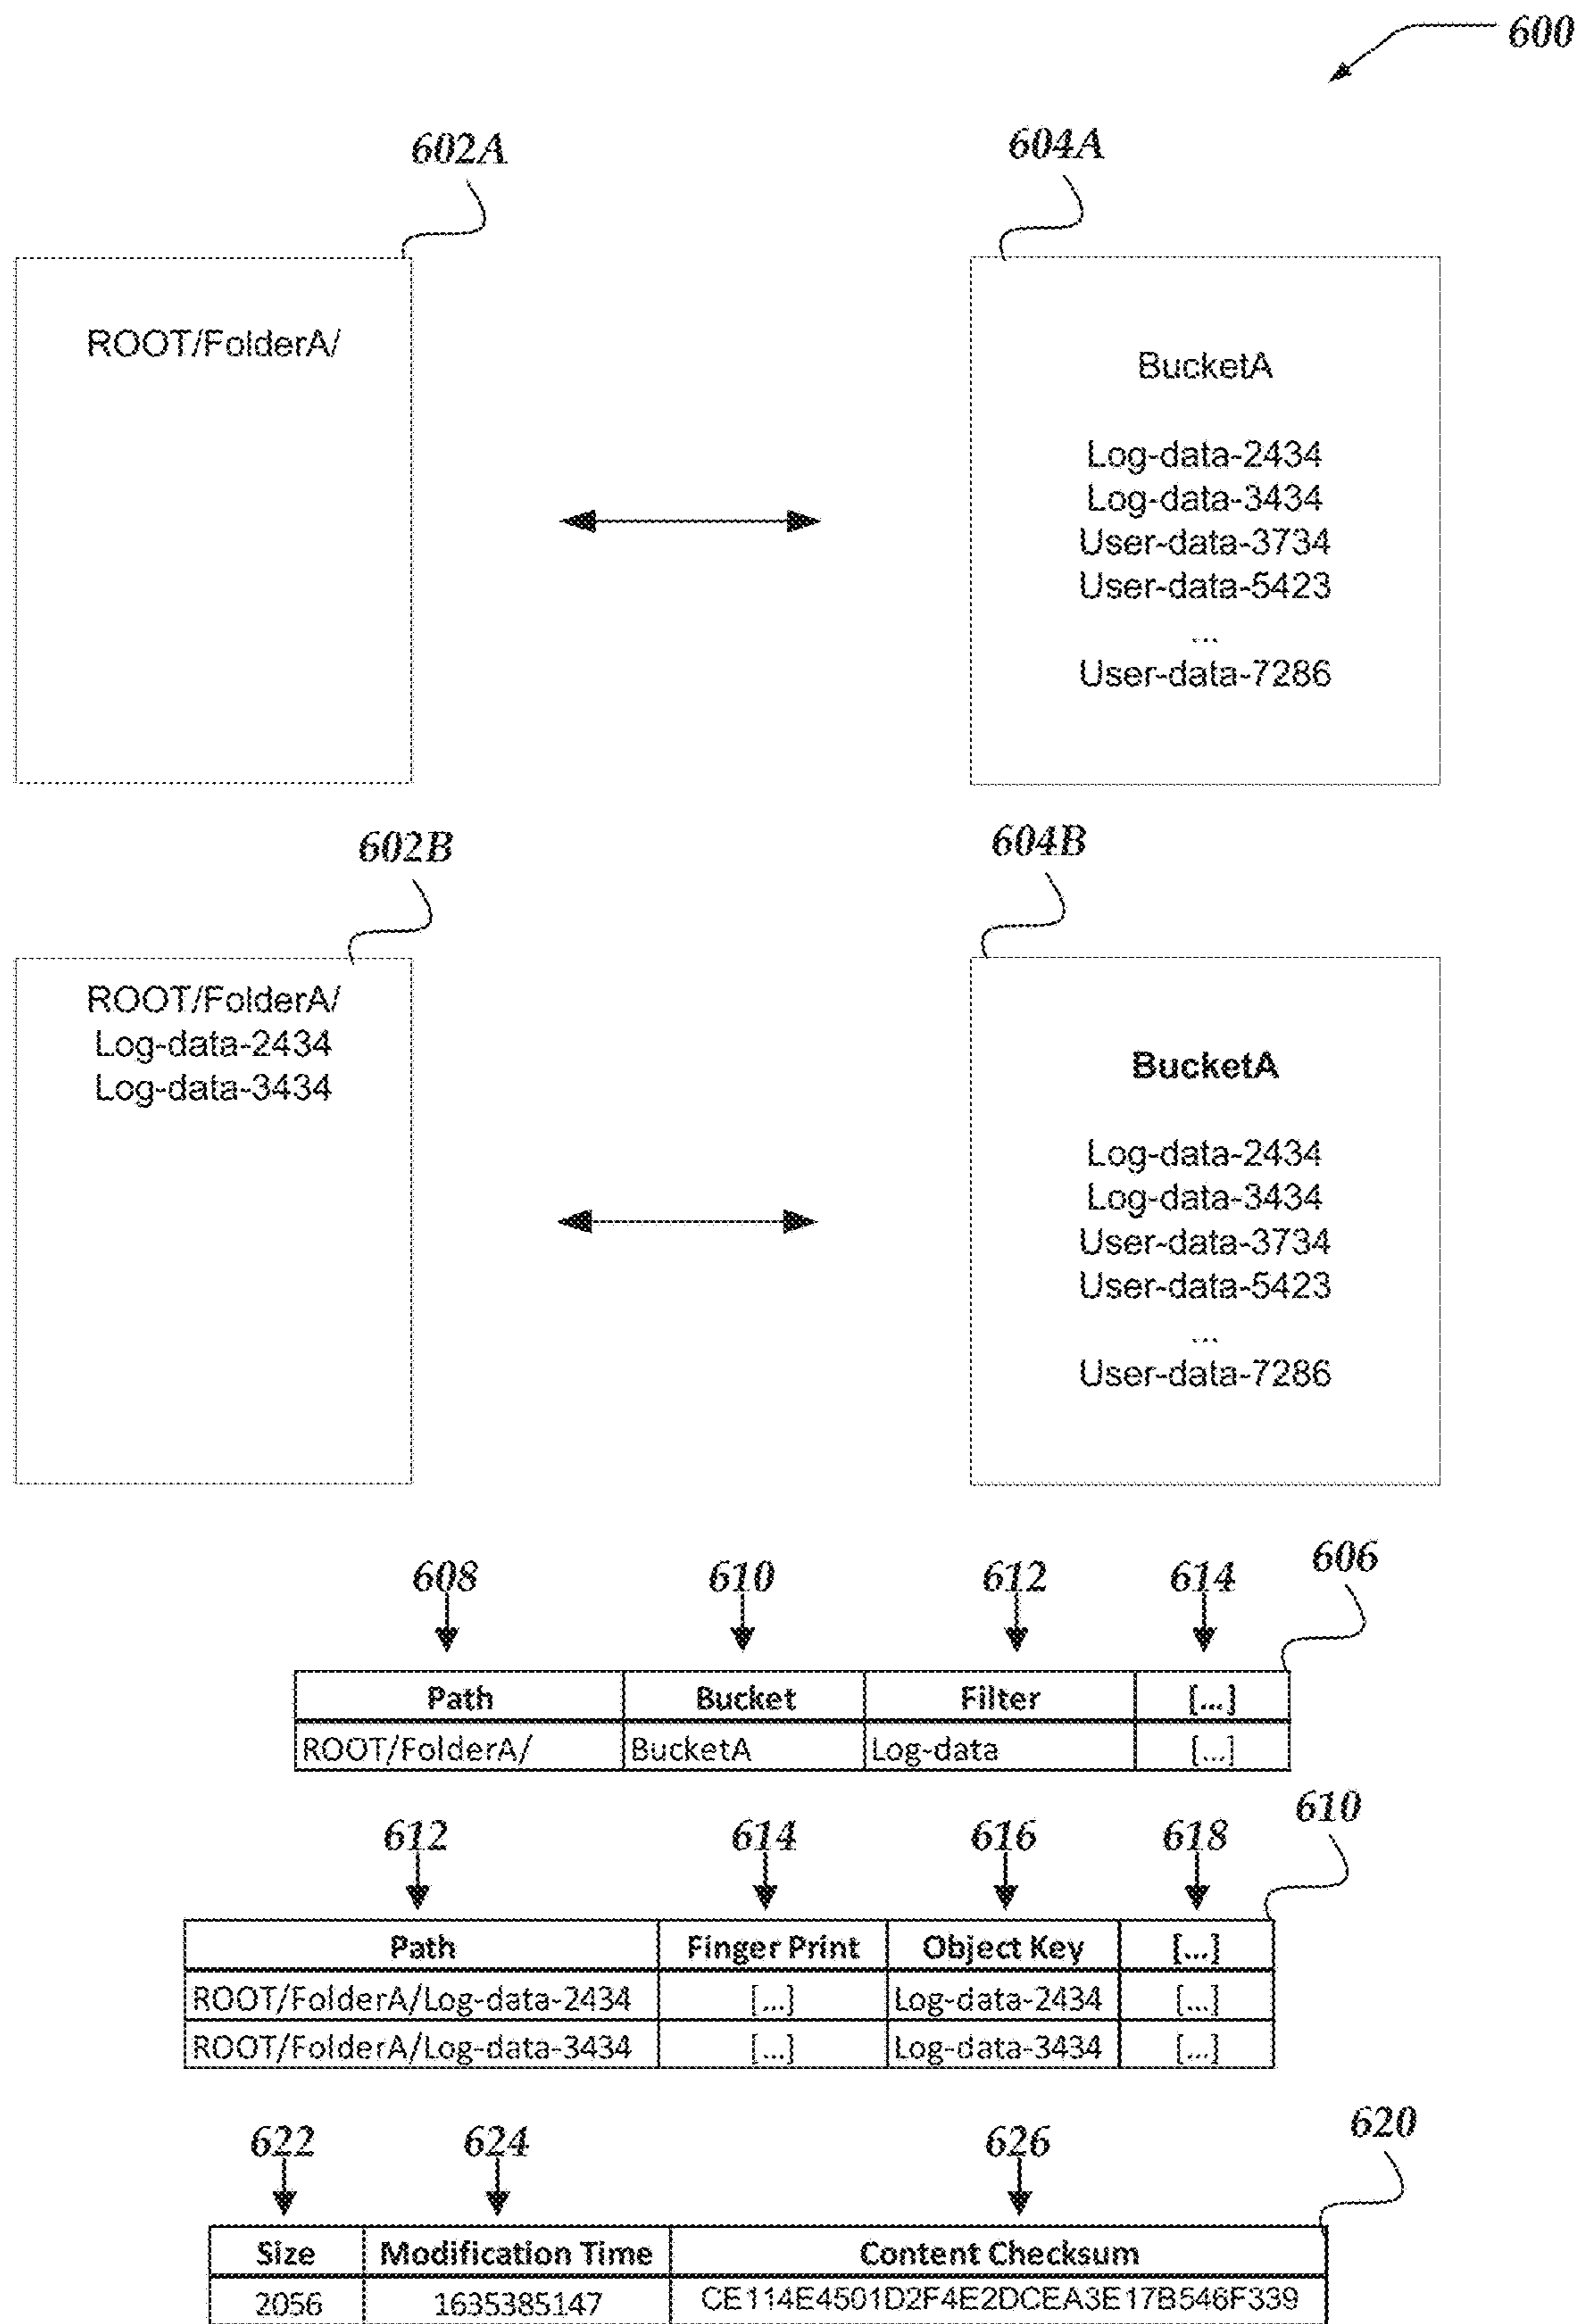 600
602A
604A
ROOT/FolderA/
BucketA
Log-data-2434
Log-data-3434
User-data-3734
User-data-5423
...
User-data-7286
602B
604B
ROOT/FolderA/
Log-data-2434
Log-data-3434
BucketA
Log-data-2434
Log-data-3434
User-data-3734
User-data-5423
...
User-data-7286
608 610 612 614 606
Path Bucket Filter [...]
ROOT/FolderA/ BucketA Log-data [...]
612 614 616 618 610
Path Finger Print Object Key [...]
ROOT/FolderA/Log-data-2434 [...] Log-data-2434 [...]
ROOT/FolderA/Log-data-3434 [...] Log-data-3434 [...]
622 624 626 620
Size Modification Time Content Checksum
2056 1635385147 CE114E4501D2F4E2DCEA3E17B546F339